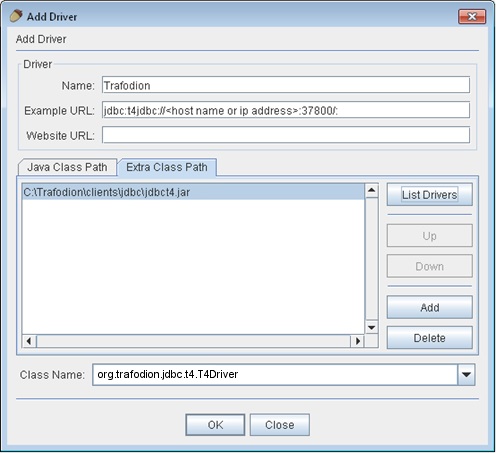 Add Driver
Add Driver
Driver
Name: Trafodion
Example URL: jdbc:t4jdbc://<host name or ip address>:37800/:
Website URL:
Java Class Path Extra Class Path
C:\Trafodion\clients\jdbc\jdbct4.jar
List Drivers
Up
Down
Add
Delete
Class Name: org.trafodion.jdbc.t4.T4Driver
OK Close